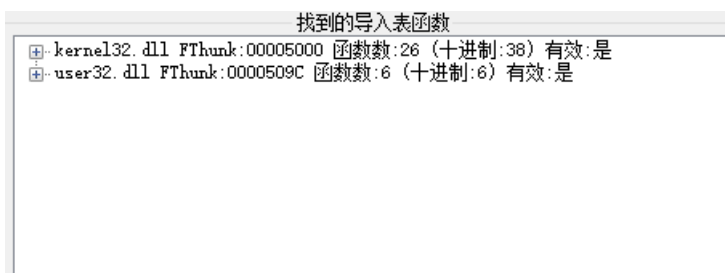 找到的导入表函数
kernel32.dll FThunk:00005000 函数数:26 (十进制:38) 有效:是
user32.dll FThunk:0000509C 函数数:6 (十进制:6) 有效:是